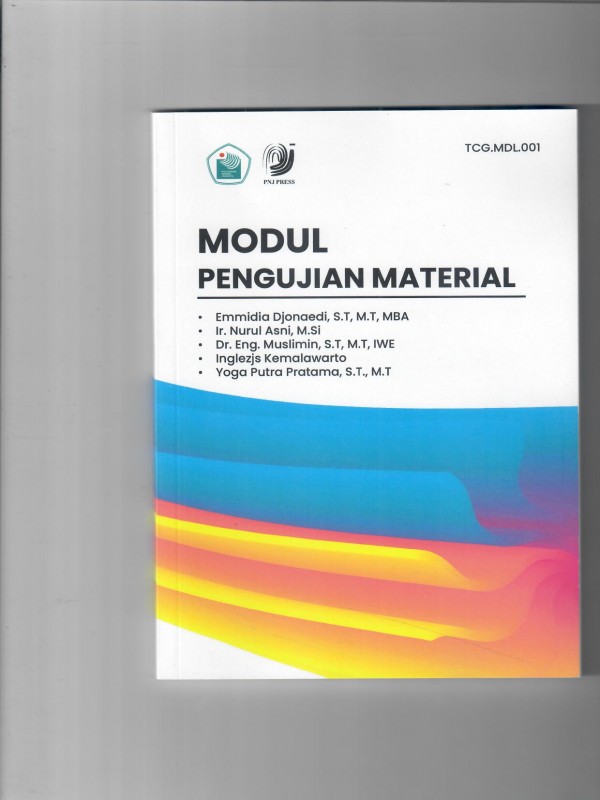 TCG.MDL.001
PNJ PRESS
MODUL
PENGUJIAN MATERIAL
• Emmidia Djonaedi, S.T, M.T, MBA
• Ir. Nurul Asni, M.Si
• Dr. Eng. Muslimin, S.T, M.T, IWE
• Inglezjs Kemalawarto
• Yoga Putra Pratama, S.T., M.T